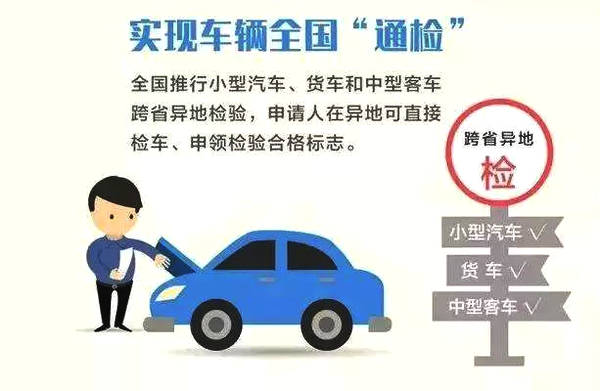 实现车辆全国“通检”
全国推行小型汽车、货车和中型客车
跨省异地检验，申请人在异地可直接
检车、申领检验合格标志。
跨省异地
检
小型汽车√
货车√
中型客车√